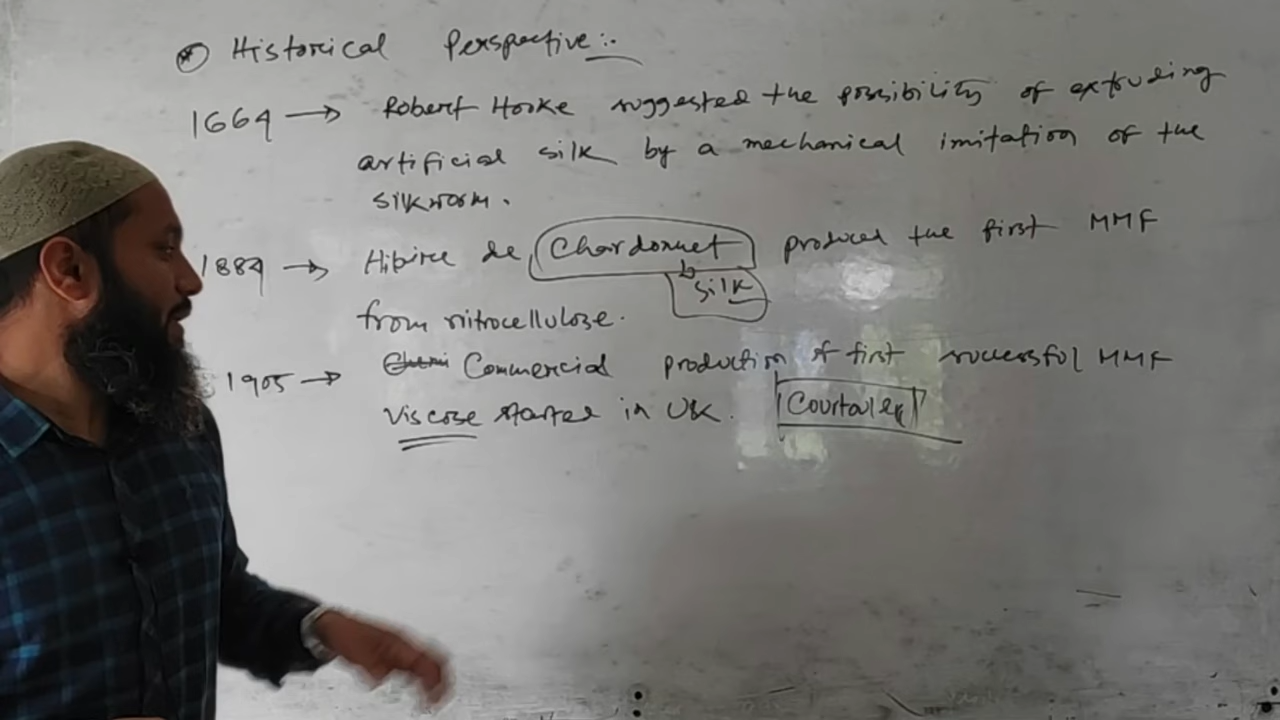 Historical Perspective:-
1664 → Robert Hooke suggested the possibility of extruding
artificial silk by a mechanical imitation of the
silkworm.
1884 → de Chardonnet produced the first MMF
silk
from nitrocellulose.
1905 → Commercial production of first successful MMF
Viscose started in UK.